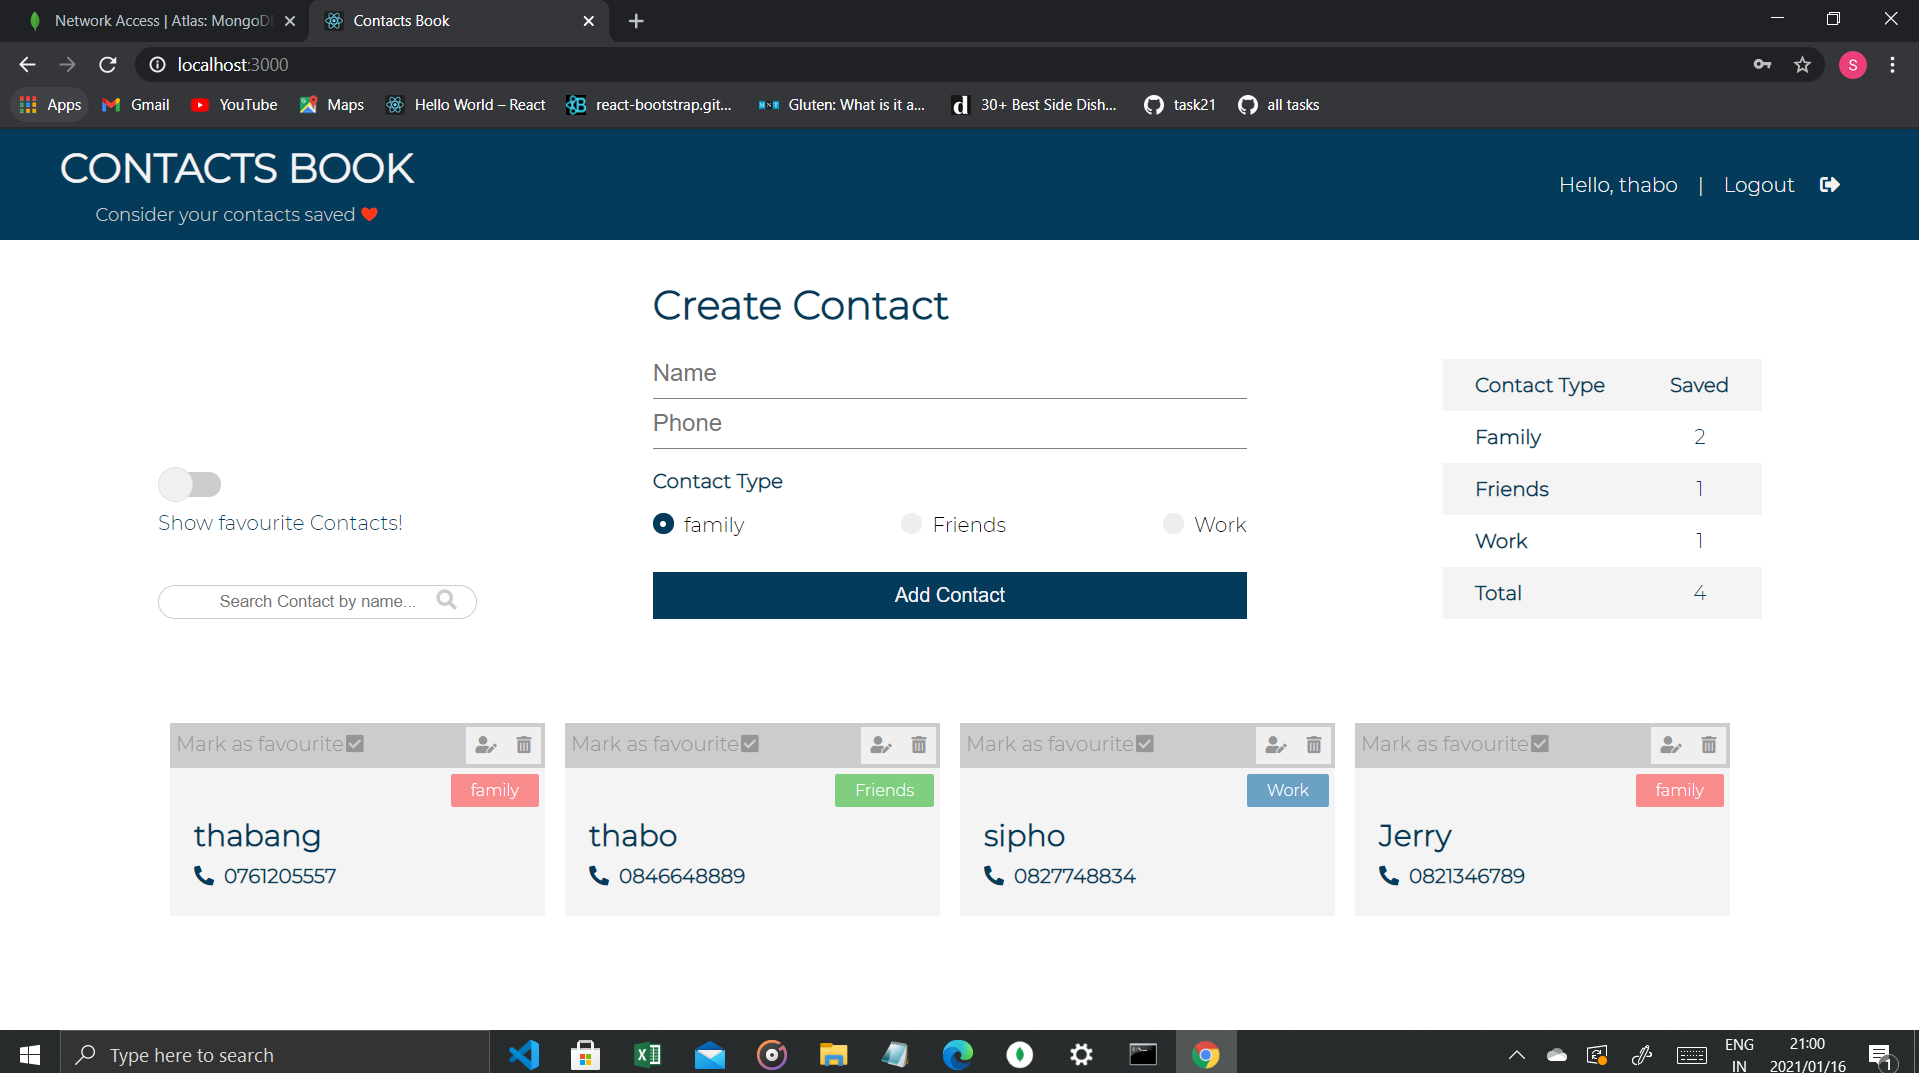 Network Access | Atlas: MongoD
Contacts Book
localhost:3000
S
Apps
Gmail
YouTube
Maps
Hello World – React
react-bootstrap.git...
Gluten: What is it a...
30+ Best Side Dish...
task21
all tasks
CONTACTS BOOK
Consider your contacts saved
Hello, thabo | Logout
Create Contact
Name
Phone
Contact Type
family
Friends
Work
Add Contact
Show favourite Contacts!
Search Contact by name...
Contact Type Saved
Family 2
Friends 1
Work 1
Total 4
Mark as favourite
family
thabang
0761205557
Mark as favourite
Friends
thabo
0846648889
Mark as favourite
Work
sipho
0827748834
Mark as favourite
family
Jerry
0821346789
Type here to search
ENG
IN
21:00
2021/01/16
1